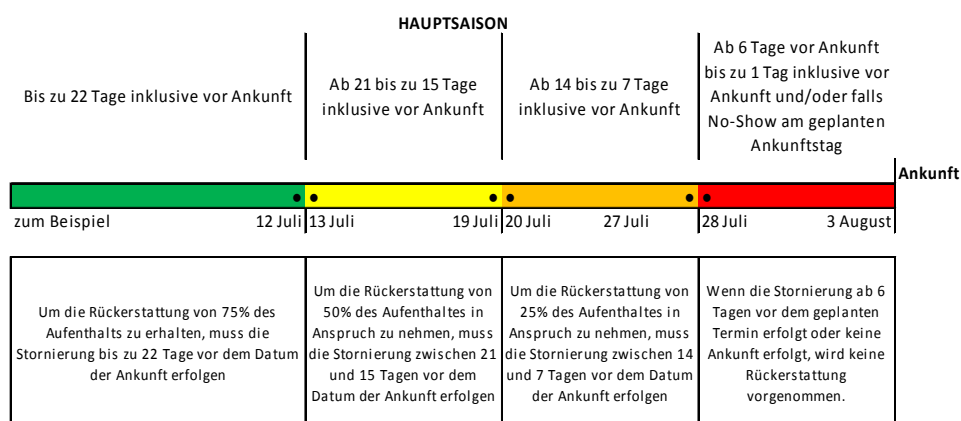 HAUPTSAISON
Bis zu 22 Tage inklusive vor Ankunft
Ab 21 bis zu 15 Tage
inklusive vor Ankunft
Ab 14 bis zu 7 Tage
inklusive vor Ankunft
Ab 6 Tage vor Ankunft
bis zu 1 Tag inklusive vor
Ankunft und/oder falls
No-Show am geplanten
Ankunftstag
Ankunft
zum Beispiel 12 Juli 13 Juli 19 Juli 20 Juli 27 Juli 28 Juli 3 August
Um die Rückerstattung von 75% des
Aufenthalts zu erhalten, muss die
Stornierung bis zu 22 Tage vor dem Datum
der Ankunft erfolgen
Um die Rückerstattung von
50% des Aufenthaltes in
Anspruch zu nehmen, muss
die Stornierung zwischen 21
und 15 Tagen vor dem
Datum der Ankunft erfolgen
Um die Rückerstattung von
25% des Aufenthaltes in
Anspruch zu nehmen, muss
die Stornierung zwischen 14
und 7 Tagen vor dem Datum
der Ankunft erfolgen
Wenn die Stornierung ab 6
Tagen vor dem geplanten
Termin erfolgt oder keine
Ankunft erfolgt, wird keine
Rückerstattung
vorgenommen.